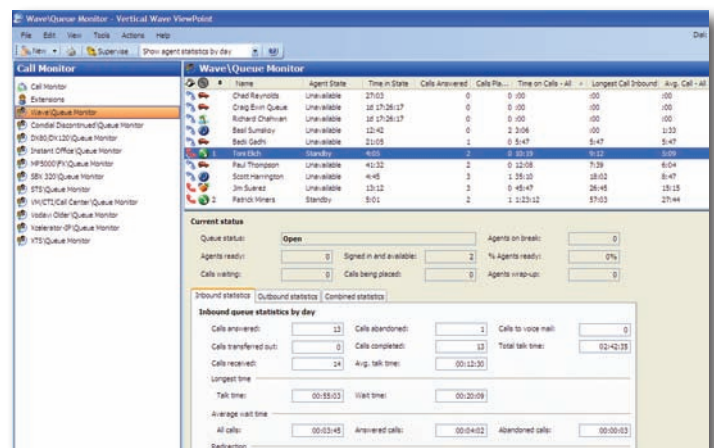 Wave\Queue Monitor - Vertical Wave ViewPoint
File Edit View Tools Actions Help
New Supervise Show agent statistics by day
Call Monitor
Wave\Queue Monitor
Call Monitor
Extensions
Wave\Queue Monitor
Comdial Discontinued\Queue Monitor
DX80/DX120\Queue Monitor
Instant Office\Queue Monitor
MP5000\FX\Queue Monitor
SBX 320\Queue Monitor
STS\Queue Monitor
VM/CTI/Call Center\Queue Monitor
Vodavi Older\Queue Monitor
Xcelerator-IP\Queue Monitor
XTS\Queue Monitor
Name Agent State Time in State Calls Answered Calls Pla... Time on Calls - All Longest Call Inbound Avg. Call - All
Chad Reynolds Unavailable 27:03 0 0 :00 :00 :00
Craig Ewin Queue Unavailable 1d 17:26:17 0 0 :00 :00 :00
Richard Chahwan Unavailable 1d 17:26:17 0 0 :00 :00 :00
Basil Sumskoy Unavailable 12:42 0 2 3:06 :00 1:33
Badi Gadhi Unavailable 21:05 1 0 5:47 5:47 5:47
1 Toni Elich Standby 4:05 2 0 10:19 9:12 5:09
Paul Thompson Unavailable 41:32 2 0 12:08 7:39 6:04
Scott Herrington Unavailable 4:45 3 1 35:10 18:02 8:47
Jim Suarez Unavailable 13:12 3 0 45:47 26:45 15:15
2 Patrick Miners Standby 5:01 2 1 1:23:12 57:03 27:44
Current status
Queue status: Open Agents on break: 0
Agents ready: 0 Signed in and available: 2 % Agents ready: 0%
Calls waiting: 0 Calls being placed: 0 Agents wrap-up: 0
Inbound statistics Outbound statistics Combined statistics
Inbound queue statistics by day
Calls answered: 13 Calls abandoned: 1 Calls to voice mail: 0
Calls transferred out: 0 Calls completed: 13 Total talk time: 02:42:35
Calls received: 14 Avg. talk time: 00:12:30
Longest time
Talk time: 00:55:03 Wait time: 00:20:09
Average wait time
All calls: 00:03:45 Answered calls: 00:04:02 Abandoned calls: 00:00:03
Redirection